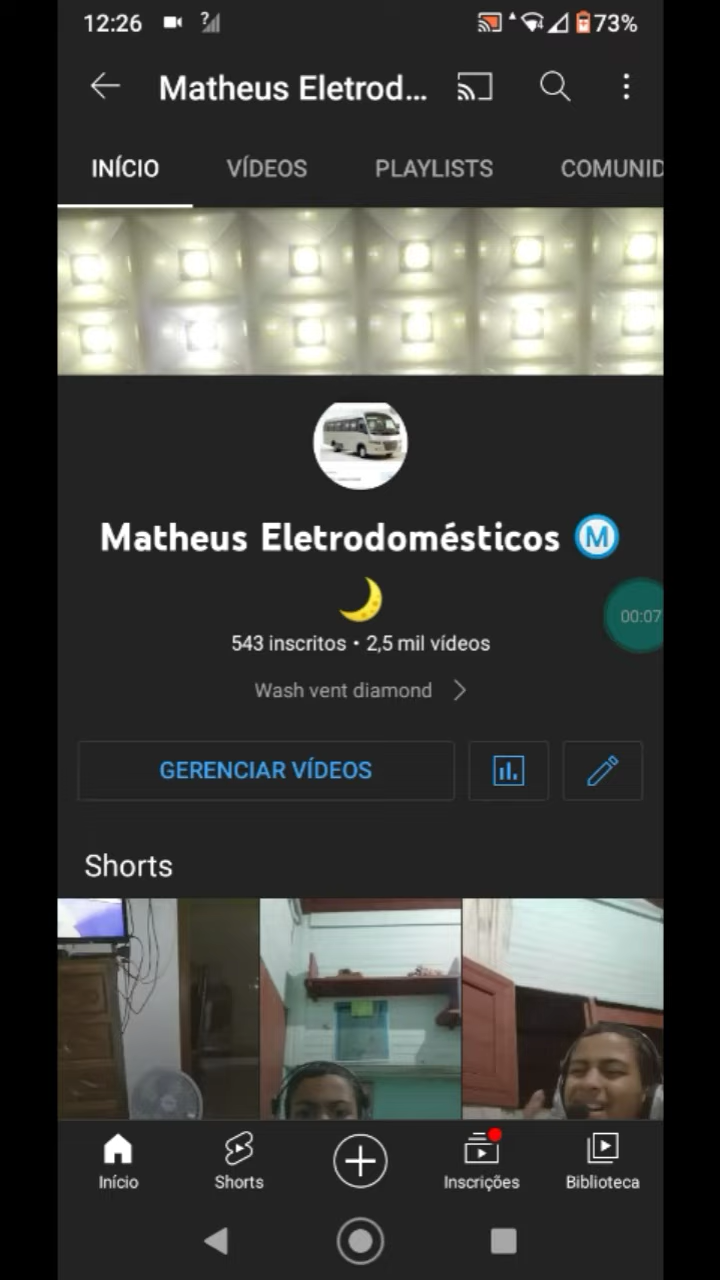 12:26 ? 4 73%
Matheus Eletrod...
INÍCIO VÍDEOS PLAYLISTS COMUNID
Matheus Eletrodomésticos M
543 inscritos • 2,5 mil vídeos
00:07
Wash vent diamond
GERENCIAR VÍDEOS
Shorts
Início Shorts Inscrições Biblioteca